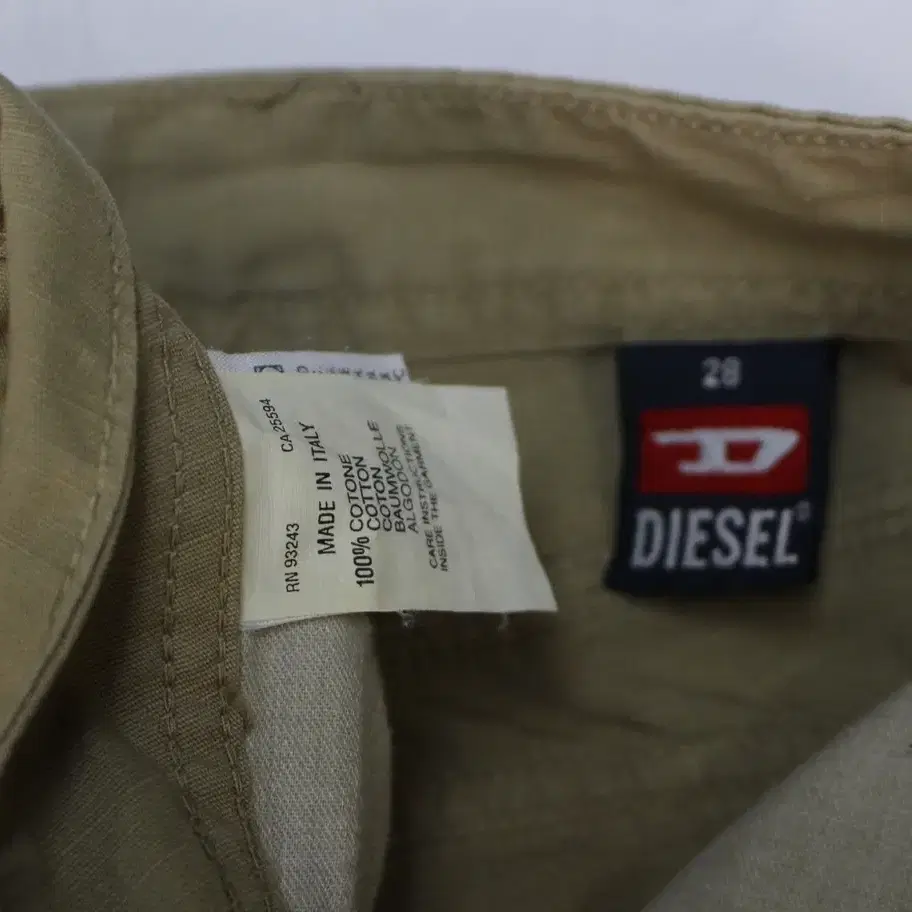 RN 93243 CA 25594
MADE IN ITALY
100% COTONE
COTTON
COTON
COTON
BAUMWOLLE
ALGODON
CARE INSTRUCTIONS
INSIDE THE GARMENT
28
D
DIESEL